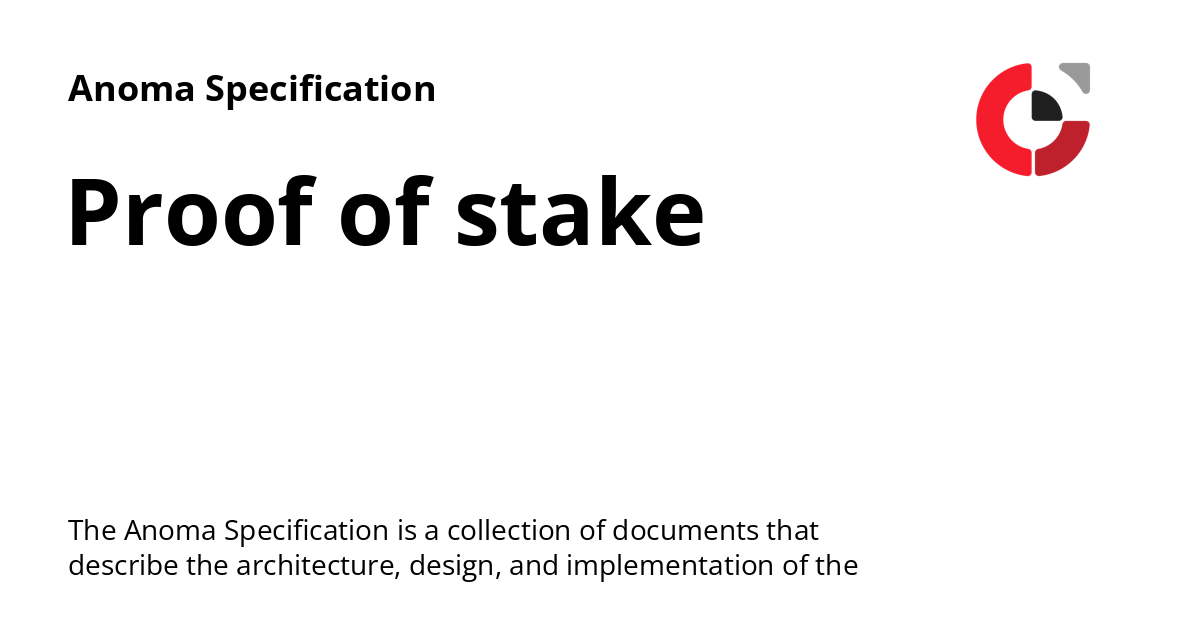 Anoma Specification
Proof of stake
The Anoma Specification is a collection of documents that
describe the architecture, design, and implementation of the